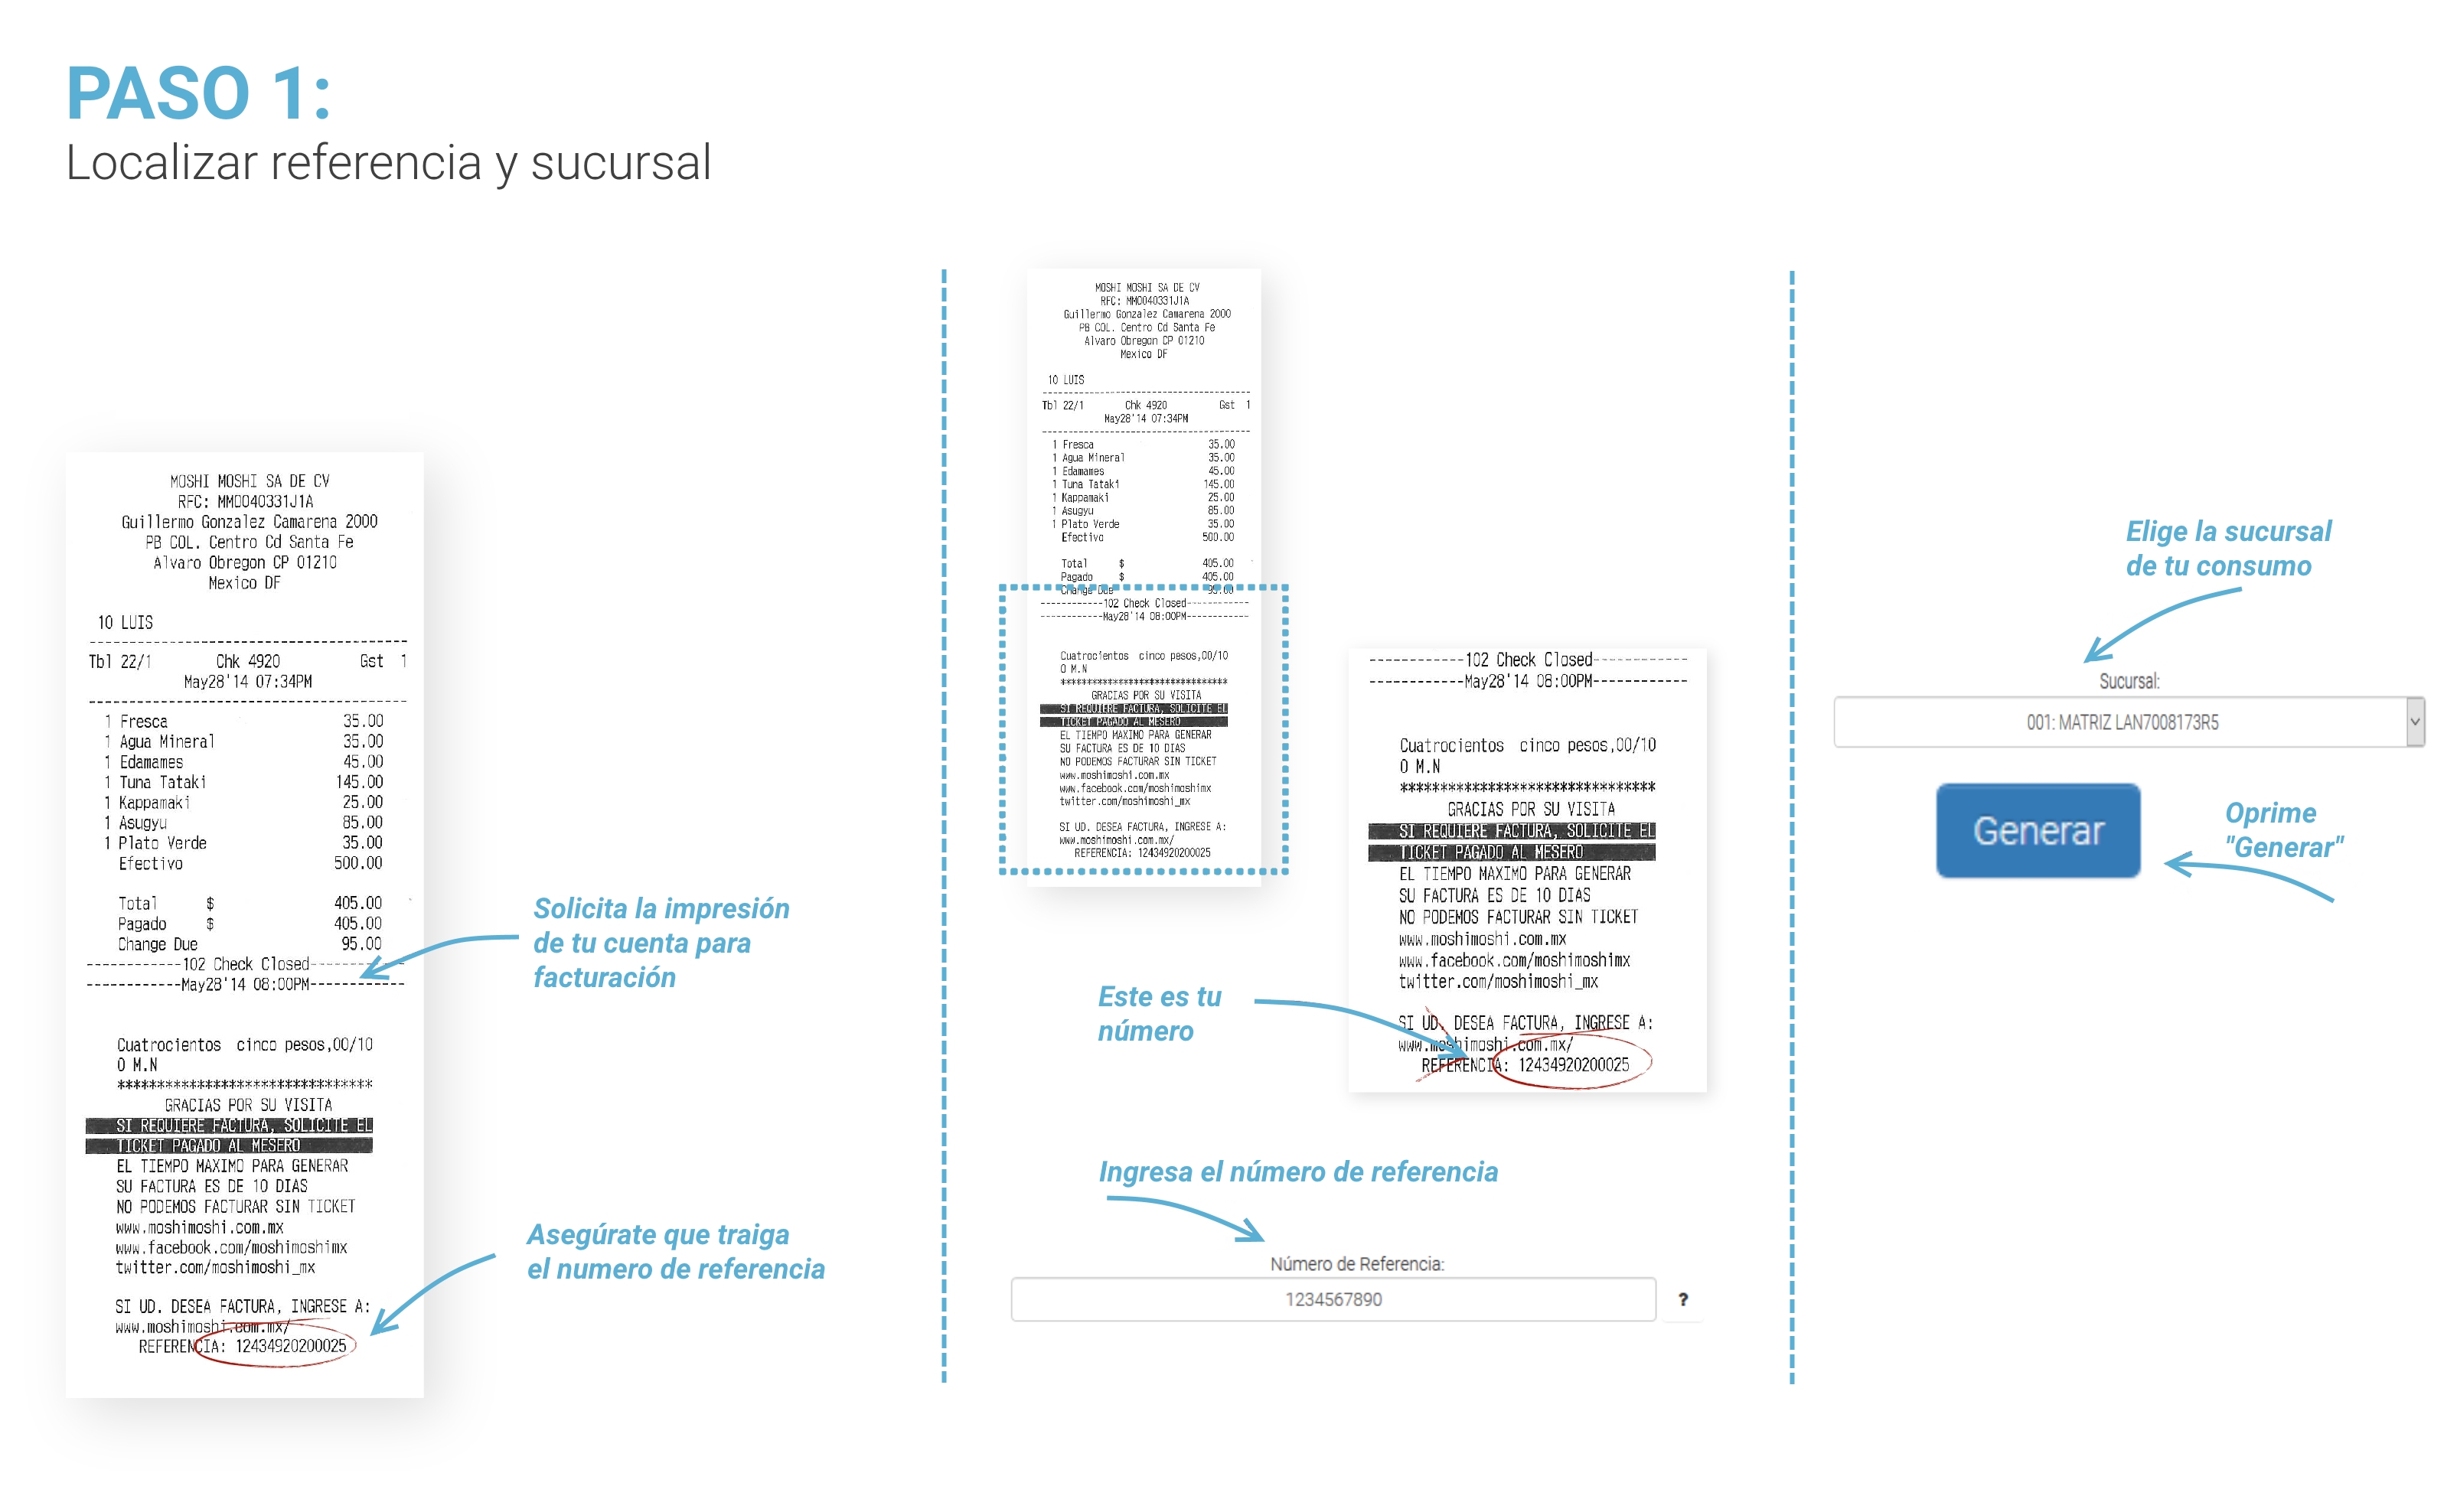 PASO 1:
Localizar referencia y sucursal
MOSHI MOSHI SA DE CV
RFC: MMO040331J1A
Guillermo Gonzalez Camarena 2000
PB COL. Centro Cd Santa Fe
Alvaro Obregon CP 01210
Mexico DF
10 LUIS
Tbl 22/1 Chk 4920 Gst 1
May28'14 07:34PM
1 Fresca 35.00
1 Agua Mineral 35.00
1 Edamames 45.00
1 Tuna Tataki 145.00
1 Kappamaki 25.00
1 Asugyu 85.00
1 Plato Verde 35.00
Efectivo 500.00
Total $ 405.00
Pagado $ 405.00
Change Due 95.00
------------102 Check Closed------------
------------May28'14 08:00PM------------
Cuatrocientos cinco pesos,00/10
0 M.N
********************************
GRACIAS POR SU VISITA
SI REQUIERE FACTURA, SOLICITE EL
TICKET PAGADO AL MESERO
EL TIEMPO MAXIMO PARA GENERAR
SU FACTURA ES DE 10 DIAS
NO PODEMOS FACTURAR SIN TICKET
www.moshimoshi.com.mx
www.facebook.com/moshimoshimx
twitter.com/moshimoshi_mx
SI UD. DESEA FACTURA, INGRESE A:
www.moshimoshi.com.mx/
REFERENCIA: 12434920200025
Solicita la impresión
de tu cuenta para
facturación
Asegúrate que traiga
el numero de referencia
MOSHI MOSHI SA DE CV
RFC: MMO040331J1A
Guillermo Gonzalez Camarena 2000
PB COL. Centro Cd Santa Fe
Alvaro Obregon CP 01210
Mexico DF
10 LUIS
Tbl 22/1 Chk 4920 Gst 1
May28'14 07:34PM
1 Fresca 35.00
1 Agua Mineral 35.00
1 Edamames 45.00
1 Tuna Tataki 145.00
1 Kappamaki 25.00
1 Asugyu 85.00
1 Plato Verde 35.00
Efectivo 500.00
Total $ 405.00
Pagado $ 405.00
Change Due 95.00
------------102 Check Closed------------
------------May28'14 08:00PM------------
Cuatrocientos cinco pesos,00/10
0 M.N
********************************
GRACIAS POR SU VISITA
SI REQUIERE FACTURA, SOLICITE EL
TICKET PAGADO AL MESERO
EL TIEMPO MAXIMO PARA GENERAR
SU FACTURA ES DE 10 DIAS
NO PODEMOS FACTURAR SIN TICKET
www.moshimoshi.com.mx
www.facebook.com/moshimoshimx
twitter.com/moshimoshi_mx
SI UD. DESEA FACTURA, INGRESE A:
www.moshimoshi.com.mx/
REFERENCIA: 12434920200025
------------102 Check Closed------------
------------May28'14 08:00PM------------
Cuatrocientos cinco pesos,00/10
0 M.N
********************************
GRACIAS POR SU VISITA
SI REQUIERE FACTURA, SOLICITE EL
TICKET PAGADO AL MESERO
EL TIEMPO MAXIMO PARA GENERAR
SU FACTURA ES DE 10 DIAS
NO PODEMOS FACTURAR SIN TICKET
www.moshimoshi.com.mx
www.facebook.com/moshimoshimx
twitter.com/moshimoshi_mx
SI UD. DESEA FACTURA, INGRESE A:
www.moshimoshi.com.mx/
REFERENCIA: 12434920200025
Este es tu
número
Ingresa el número de referencia
Número de Referencia:
1234567890 ?
Elige la sucursal
de tu consumo
Sucursal:
001: MATRIZ LAN7008173R5
Generar
Oprime
"Generar"